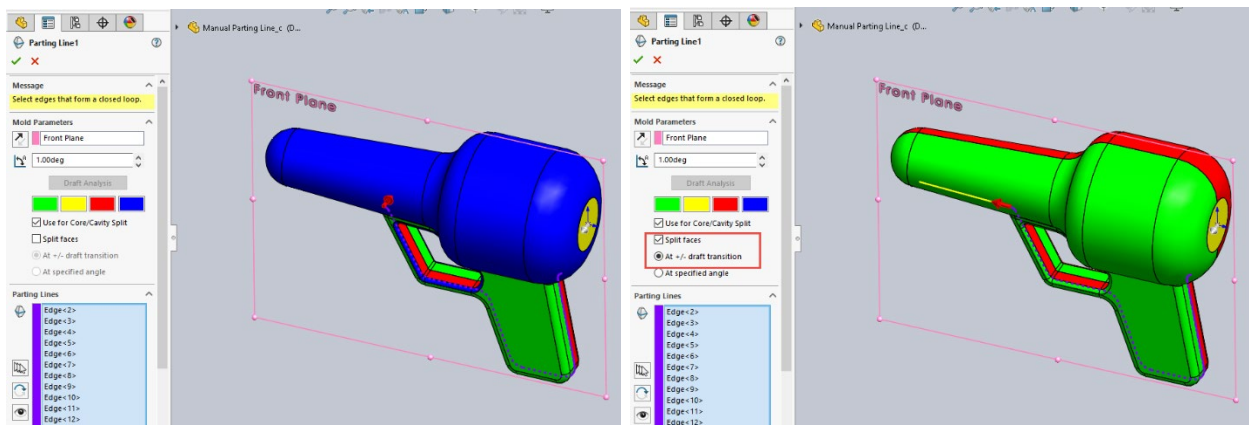 Manual Parting Line_c (D...
Parting Line1
Message
Select edges that form a closed loop.
Mold Parameters
Front Plane
1.00deg
Draft Analysis
Use for Core/Cavity Split
Split faces
At +/- draft transition
At specified angle
Parting Lines
Edge<2>
Edge<3>
Edge<4>
Edge<5>
Edge<6>
Edge<7>
Edge<8>
Edge<9>
Edge<10>
Edge<11>
Edge<12>
Front Plane
Manual Parting Line_c (D...
Parting Line1
Message
Select edges that form a closed loop.
Mold Parameters
Front Plane
1.00deg
Draft Analysis
Use for Core/Cavity Split
Split faces
At +/- draft transition
At specified angle
Parting Lines
Edge<2>
Edge<3>
Edge<4>
Edge<5>
Edge<6>
Edge<7>
Edge<8>
Edge<9>
Edge<10>
Edge<11>
Edge<12>
Front Plane